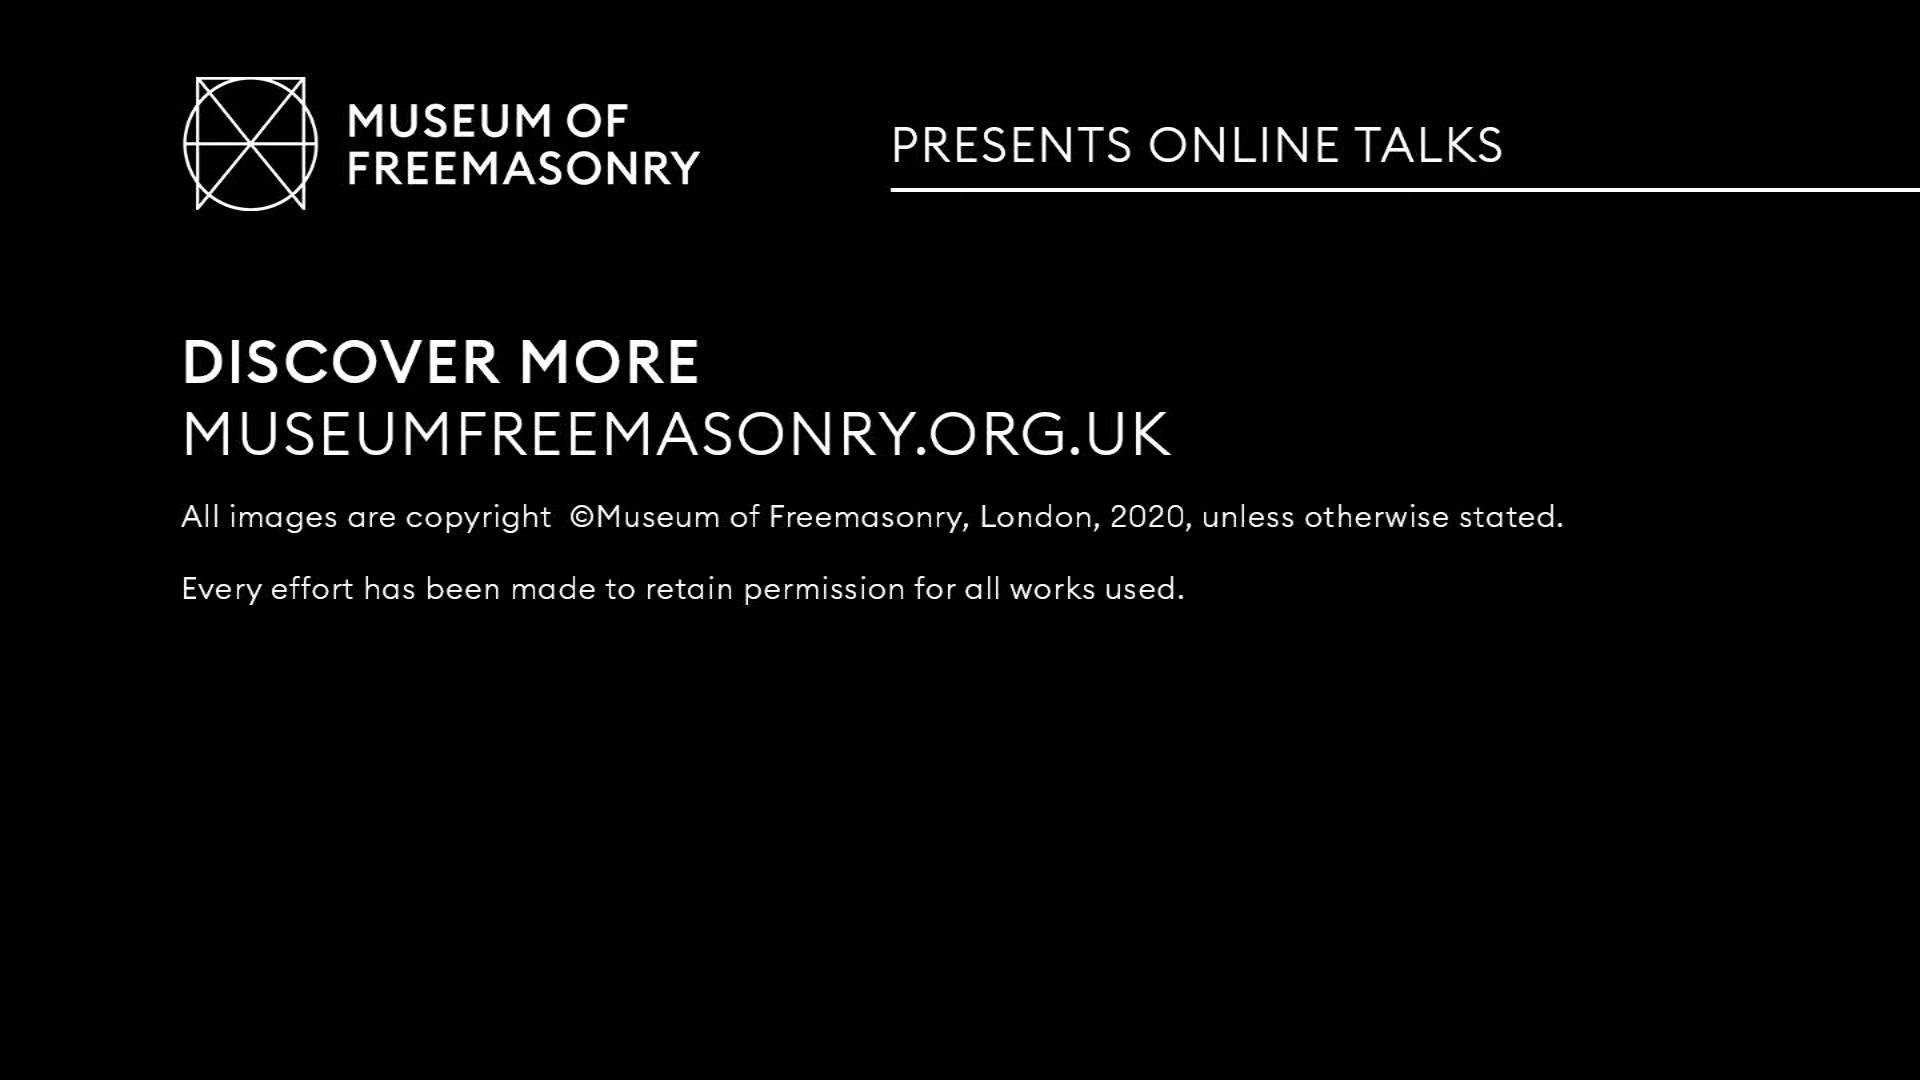 MUSEUM OF
FREEMASONRY
PRESENTS ONLINE TALKS
DISCOVER MORE
MUSEUMFREEMASONRY.ORG.UK
All images are copyright  ©Museum of Freemasonry, London, 2020, unless otherwise stated.
Every effort has been made to retain permission for all works used.